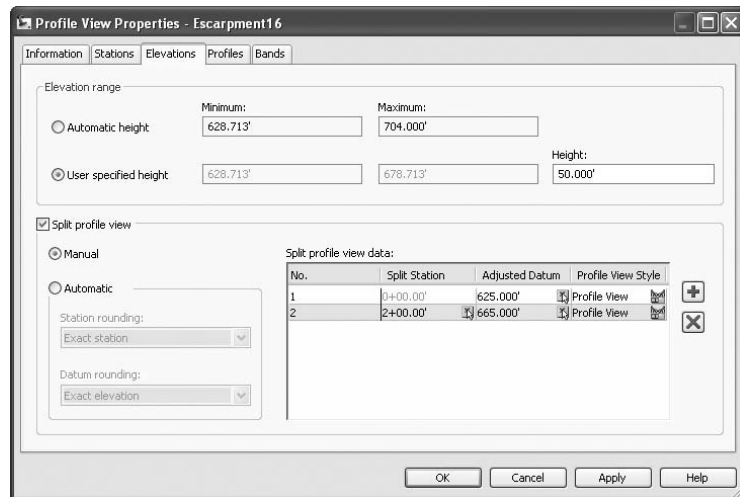 Profile View Properties - Escarpment16
Information Stations Elevations Profiles Bands
Elevation range
Minimum: Maximum:
Automatic height 628.713' 704.000'
Height:
User specified height 628.713' 678.713' 50.000'
Split profile view
Manual
Split profile view data:
No. Split Station Adjusted Datum Profile View Style
1 0+00.00' 625.000' Profile View
2 2+00.00' 665.000' Profile View
Automatic
Station rounding:
Exact station
Datum rounding:
Exact elevation
OK Cancel Apply Help